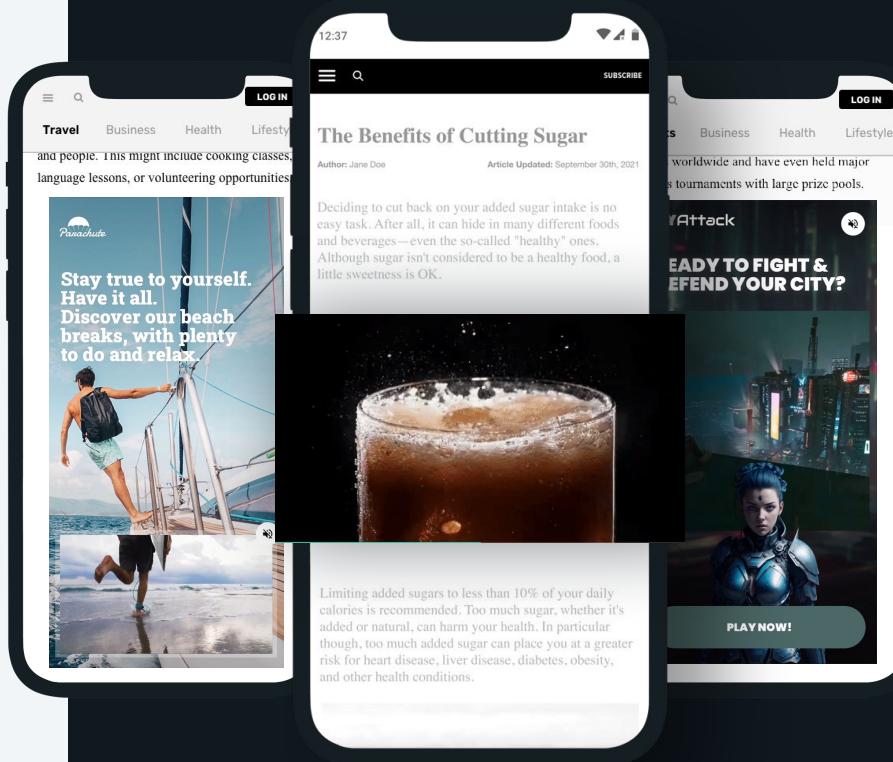 LOG IN
Travel Business Health Lifesty
and people. This might include cooking classes,
language lessons, or volunteering opportunities
Parachute
Stay true to yourself.
Have it all.
Discover our beach
breaks, with plenty
to do and relax.
12:37
SUBSCRIBE
The Benefits of Cutting Sugar
Author: Jane Doe Article Updated: September 30th, 2021
Deciding to cut back on your added sugar intake is no
easy task. After all, it can hide in many different foods
and beverages—even the so-called "healthy" ones.
Although sugar isn't considered to be a healthy food, a
little sweetness is OK.
Limiting added sugars to less than 10% of your daily
calories is recommended. Too much sugar, whether it's
added or natural, can harm your health. In particular
though, too much added sugar can place you at a greater
risk for heart disease, liver disease, diabetes, obesity,
and other health conditions.
LOG IN
ts Business Health Lifestyle
worldwide and have even held major
s tournaments with large prize pools.
Attack
EADY TO FIGHT &
EFEND YOUR CITY?
PLAY NOW!